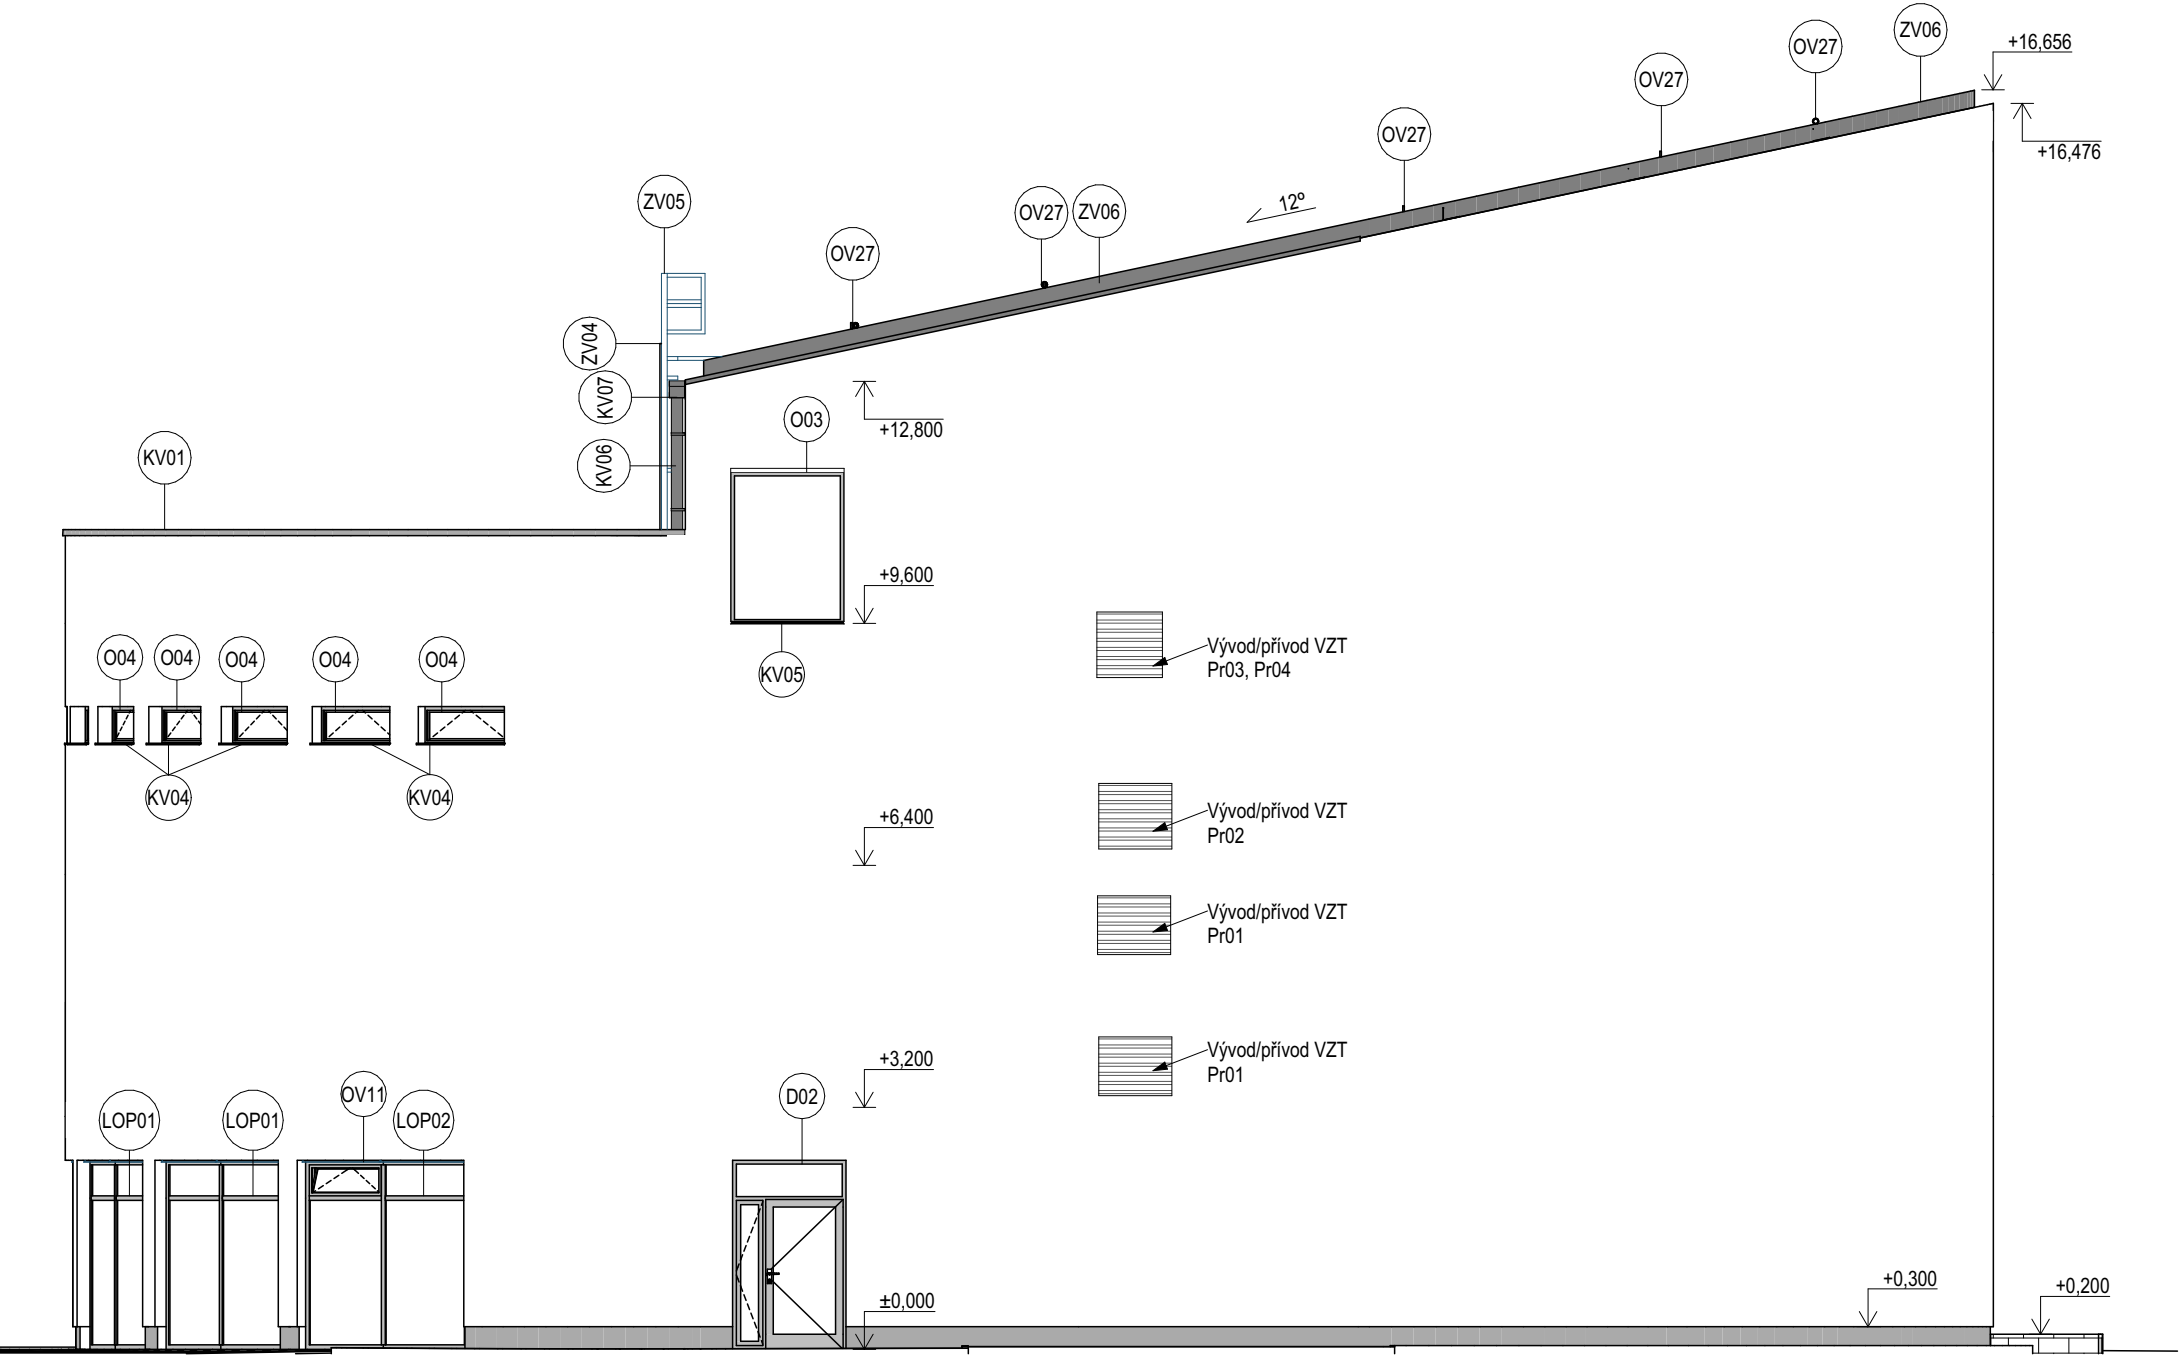 ZV06
+16,656
OV27
OV27
OV27
+16,476
ZV05
12º
OV27
ZV06
OV27
ZV04
KV07
O03
+12,800
KV01
KV06
+9,600
Vývod/přívod VZT
Pr03, Pr04
O04
O04
O04
O04
O04
KV05
KV04
KV04
+6,400
Vývod/přívod VZT
Pr02
Vývod/přívod VZT
Pr01
+3,200
Vývod/přívod VZT
Pr01
OV11
D02
LOP01
LOP01
LOP02
+0,300
+0,200
±0,000